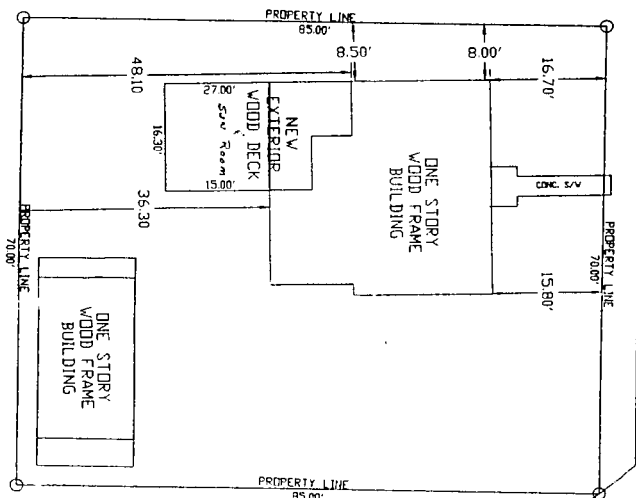 PROPERTY LINE
85.00'
8.50'
8.00'
16.70'
48.10
27.00'
16.30'
15.00'
NEW
EXTERIOR
WOOD DECK
Sun Room
ONE STORY
WOOD FRAME
BUILDING
CONC. S/W
36.30
15.80'
PROPERTY LINE
70.00'
PROPERTY LINE
70.00'
ONE STORY
WOOD FRAME
BUILDING
PROPERTY LINE
85.00'